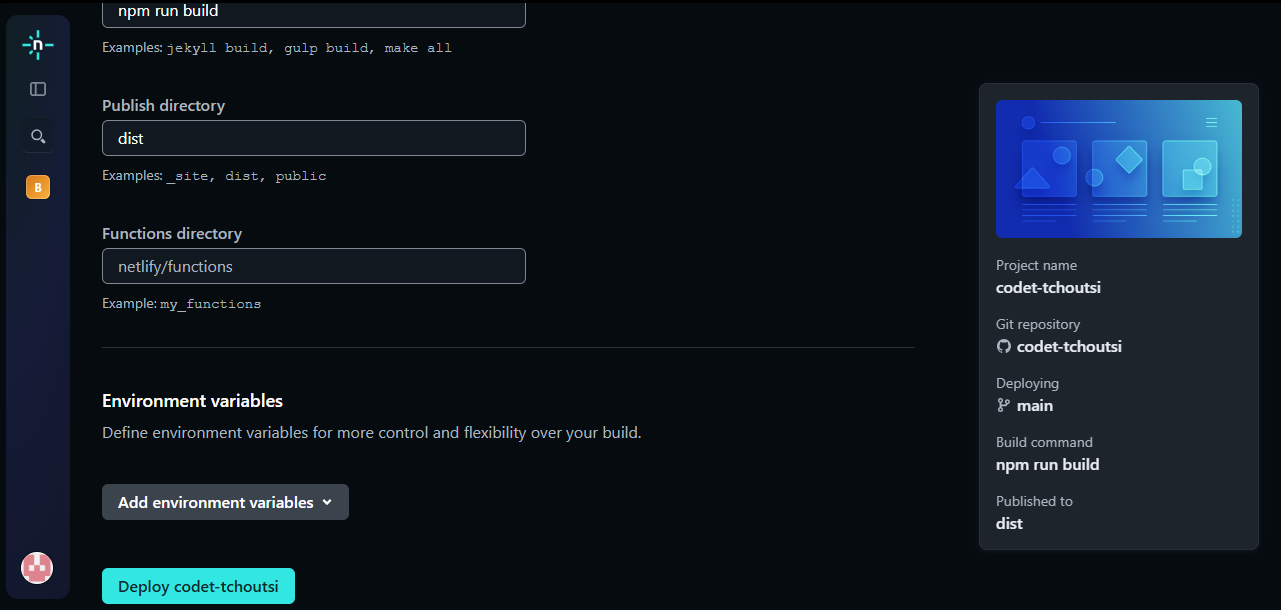 npm run build
Examples: jekyll build, gulp build, make all
Publish directory
dist
Examples: _site, dist, public
Functions directory
netlify/functions
Example: my_functions
Environment variables
Define environment variables for more control and flexibility over your build.
Add environment variables
Deploy codet-tchoutsi
n
B
Project name
codet-tchoutsi
Git repository
codet-tchoutsi
Deploying
main
Build command
npm run build
Published to
dist